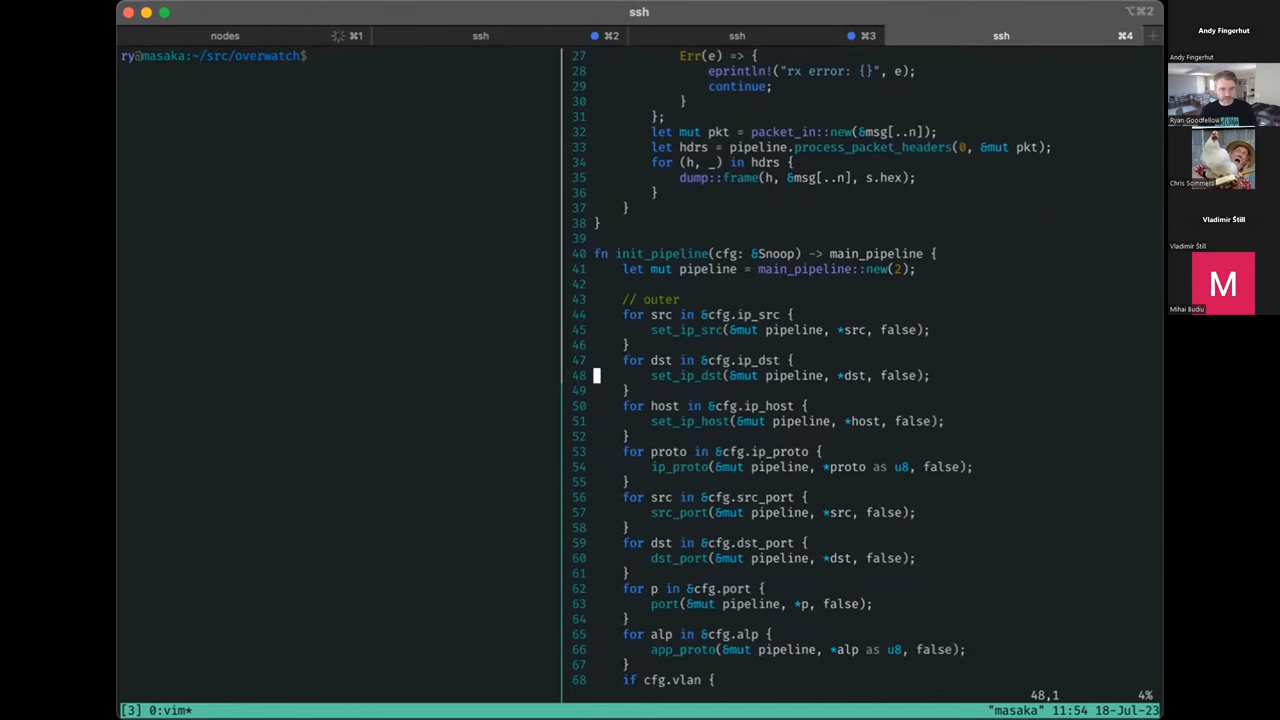 ssh
⌥⌘2
nodes ⌘1
ssh ⌘2
ssh ⌘3
ssh ⌘4 +
ry@masaka:~/src/overwatch$
27 Err(e) => {
28 eprintln!("rx error: {}", e);
29 continue;
30 }
31 };
32 let mut pkt = packet_in::new(&msg[..n]);
33 let hdrs = pipeline.process_packet_headers(0, &mut pkt);
34 for (h, _) in hdrs {
35 dump::frame(h, &msg[..n], s.hex);
36 }
37 }
38 }
39
40 fn init_pipeline(cfg: &Snoop) -> main_pipeline {
41 let mut pipeline = main_pipeline::new(2);
42
43 // outer
44 for src in &cfg.ip_src {
45 set_ip_src(&mut pipeline, *src, false);
46 }
47 for dst in &cfg.ip_dst {
48 set_ip_dst(&mut pipeline, *dst, false);
49 }
50 for host in &cfg.ip_host {
51 set_ip_host(&mut pipeline, *host, false);
52 }
53 for proto in &cfg.ip_proto {
54 ip_proto(&mut pipeline, *proto as u8, false);
55 }
56 for src in &cfg.src_port {
57 src_port(&mut pipeline, *src, false);
58 }
59 for dst in &cfg.dst_port {
60 dst_port(&mut pipeline, *dst, false);
61 }
62 for p in &cfg.port {
63 port(&mut pipeline, *p, false);
64 }
65 for alp in &cfg.alp {
66 app_proto(&mut pipeline, *alp as u8, false);
67 }
68 if cfg.vlan {
48,1 4%
[3] 0:vim* "masaka" 11:54 18-Jul-23
Andy Fingerhut
Andy Fingerhut
Ryan Goodfellow
Chris Sommers
Vladimír Štill
Vladimír Štill
M
Mihai Budiu